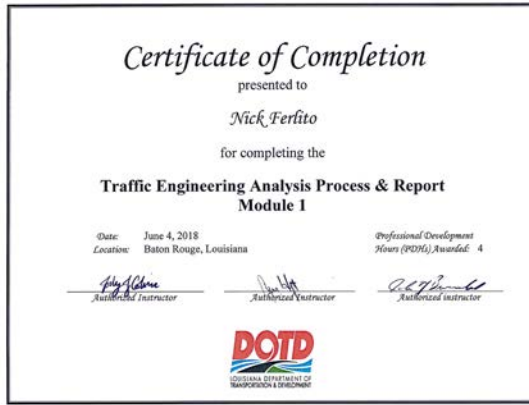 Certificate of Completion
presented to
Nick Ferlito
for completing the
Traffic Engineering Analysis Process & Report
Module 1
Date: June 4, 2018
Location: Baton Rouge, Louisiana
Professional Development
Hours (PDHs) Awarded: 4
Authorized Instructor
Authorized Instructor
Authorized instructor
DOTD
LOUISIANA DEPARTMENT OF
TRANSPORTATION & DEVELOPMENT